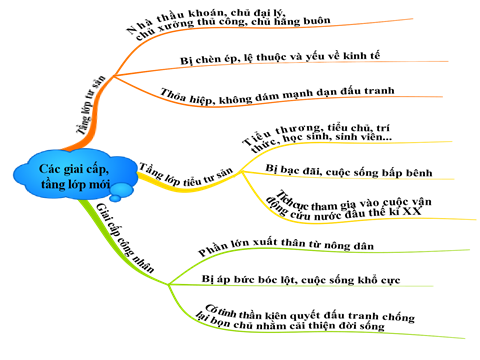 Nhà thầu khoán, chủ đại lý,
chủ xưởng thủ công, chủ hãng buôn
Bị chèn ép, lệ thuộc và yếu về kinh tế
Thỏa hiệp, không dám mạnh dạn đấu tranh
Tầng lớp tư sản
Các giai cấp,
tầng lớp mới
Tầng lớp tiểu tư sản
Tiểu thương, tiểu chủ, trí
thức, học sinh, sinh viên...
Bị bạc đãi, cuộc sống bấp bênh
Tích cực tham gia vào cuộc vận
động cứu nước đầu thế kỉ XX
Giai cấp công nhân
Phần lớn xuất thân từ nông dân
Bị áp bức bóc lột, cuộc sống khổ cực
Có tinh thần kiên quyết đấu tranh chống
lại bọn chủ nhằm cải thiện đời sống